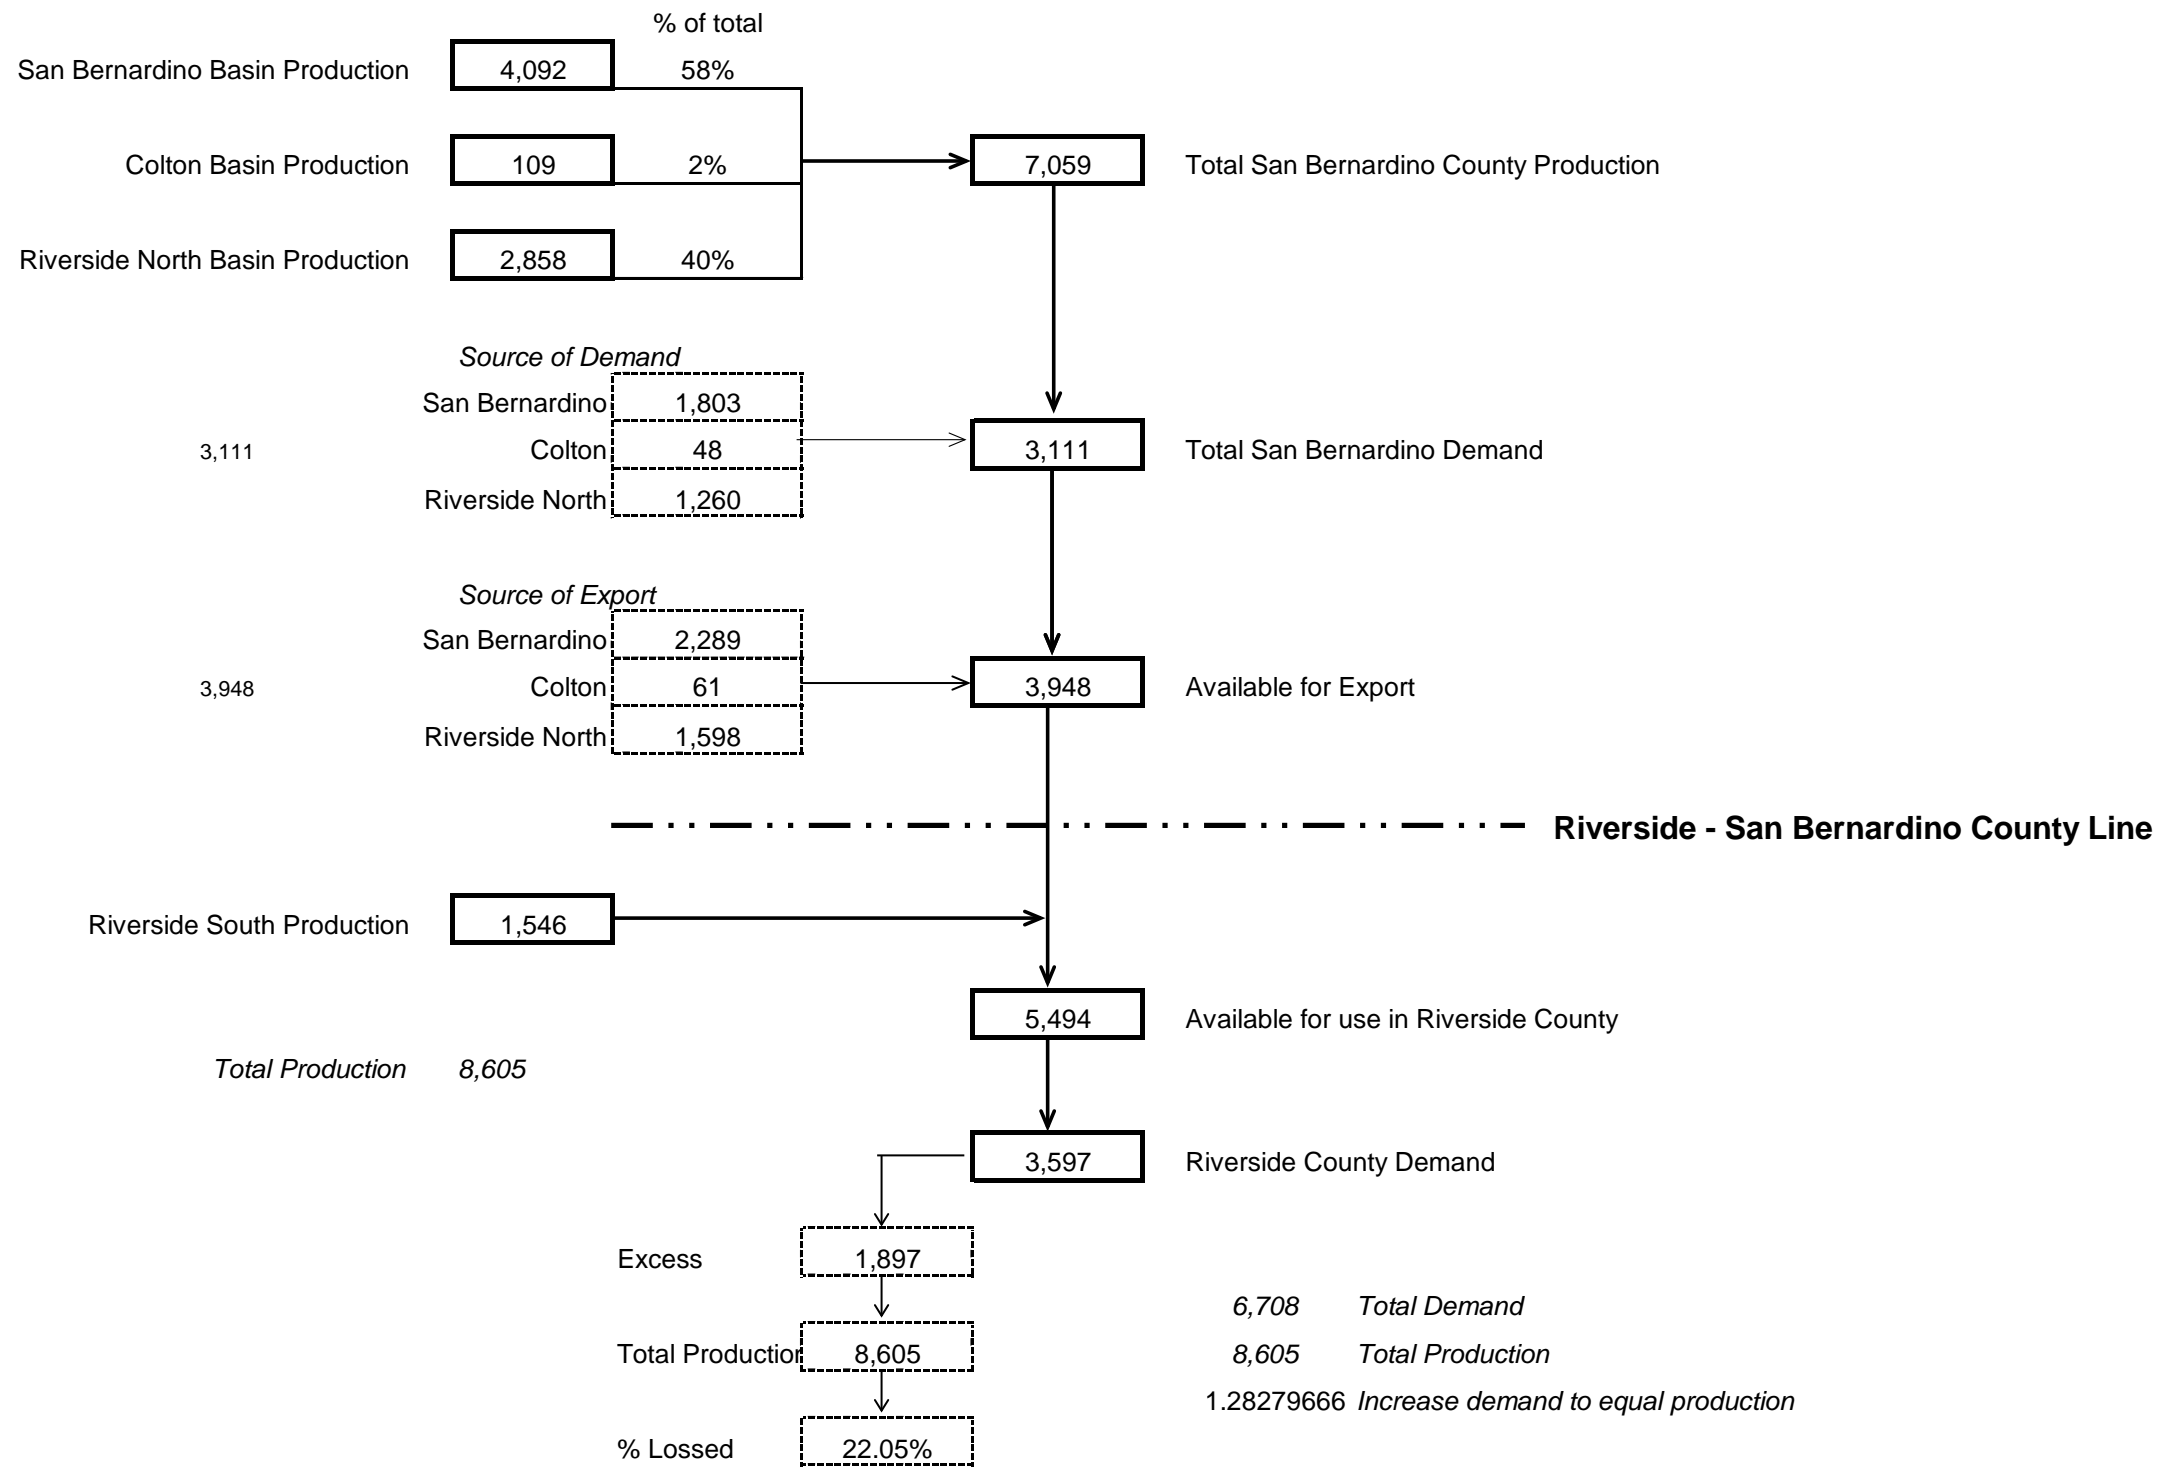 % of total
San Bernardino Basin Production 4,092 58%
Colton Basin Production 109 2% 7,059 Total San Bernardino County Production
Riverside North Basin Production 2,858 40%
Source of Demand
San Bernardino 1,803
3,111 Colton 48 3,111 Total San Bernardino Demand
Riverside North 1,260
Source of Export
San Bernardino 2,289
3,948 Colton 61 3,948 Available for Export
Riverside North 1,598
Riverside - San Bernardino County Line
Riverside South Production 1,546
5,494 Available for use in Riverside County
Total Production 8,605
3,597 Riverside County Demand
Excess 1,897
6,708 Total Demand
Total Production 8,605 8,605 Total Production
1.28279666 Increase demand to equal production
% Lossed 22.05%